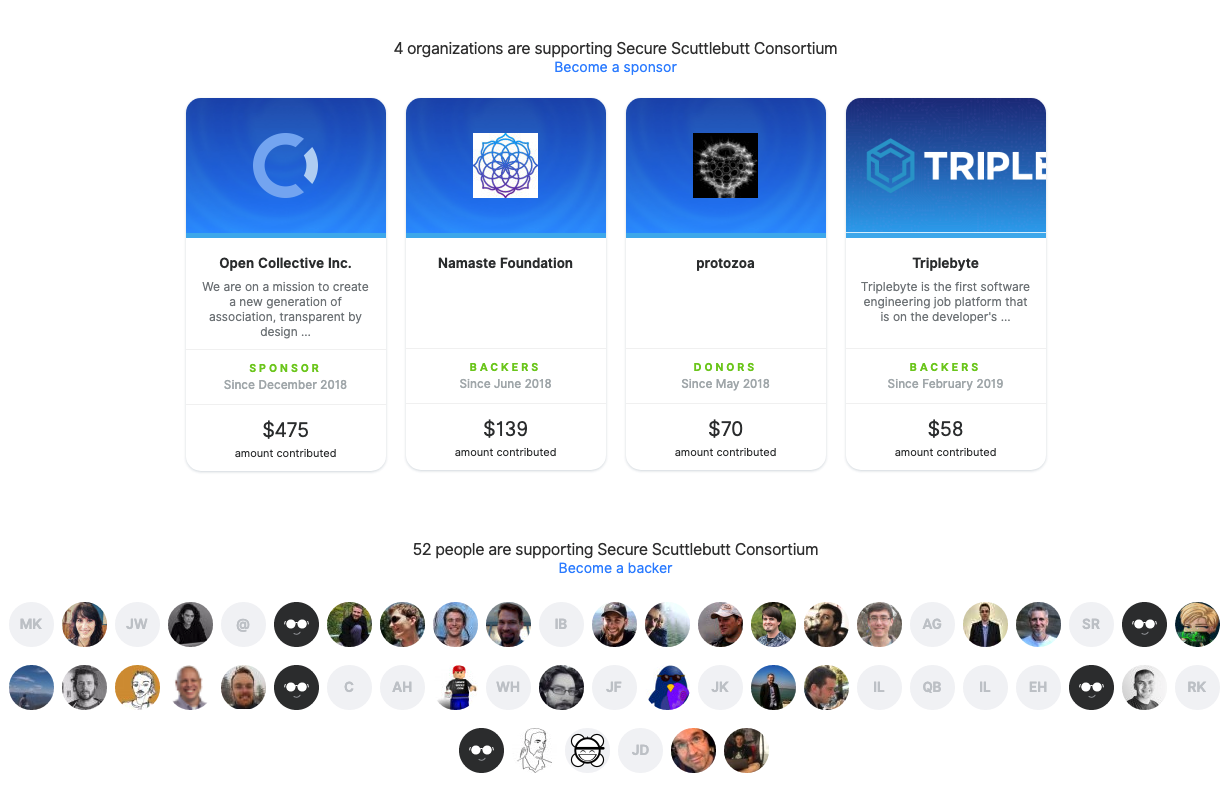 4 organizations are supporting Secure Scuttlebutt Consortium
Become a sponsor
TRIPLE
Open Collective Inc.
We are on a mission to create
a new generation of
association, transparent by
design ...
SPONSOR
Since December 2018
$475
amount contributed
Namaste Foundation
BACKERS
Since June 2018
$139
amount contributed
protozoa
DONORS
Since May 2018
$70
amount contributed
Triplebyte
Triplebyte is the first software
engineering job platform that
is on the developer's ...
BACKERS
Since February 2019
$58
amount contributed
52 people are supporting Secure Scuttlebutt Consortium
Become a backer
MK JW @ IB AG SR
C AH WH JF JK IL QB IL EH RK
JD